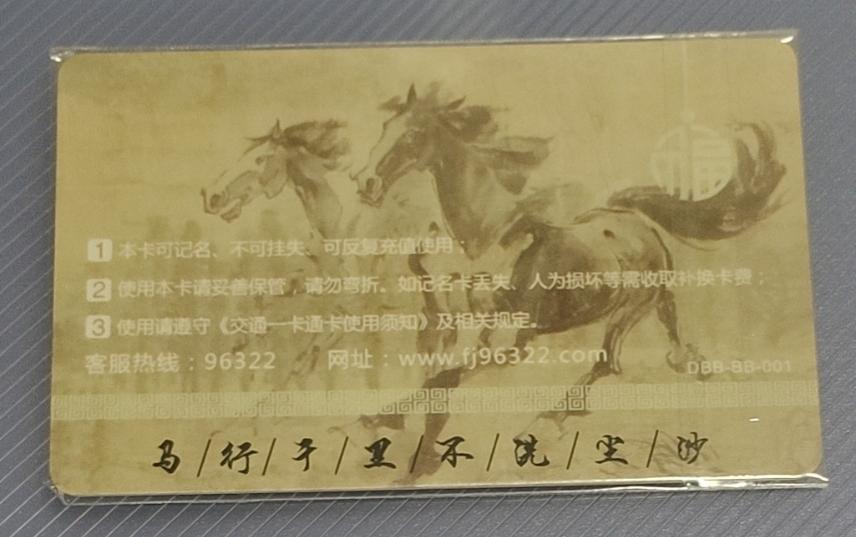 福
1 本卡可记名、不可挂失、可反复充值使用；
2 使用本卡请妥善保管，请勿弯折。如记名卡丢失、人为损坏等需收取补换卡费；
3 使用请遵守《交通一卡通卡使用须知》及相关规定。
客服热线：96322 网址：www.fj96322.com
DBB-BB-001
马/行/千/里/不/洗/尘/沙